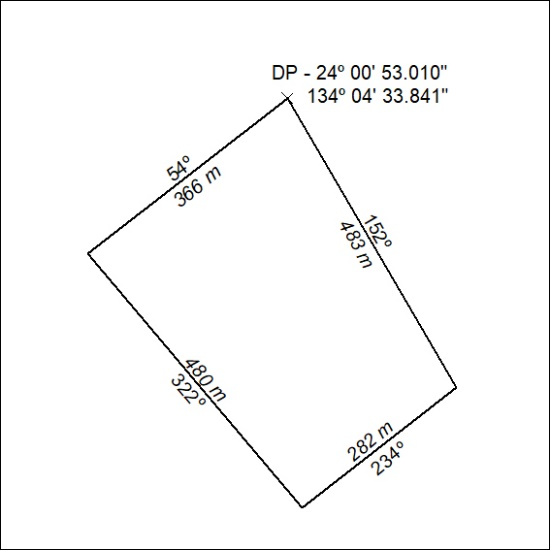 DP - 24º 00' 53.010"
134º 04' 33.841"
54º
366 m
152º
483 m
480 m
322º
282 m
234º